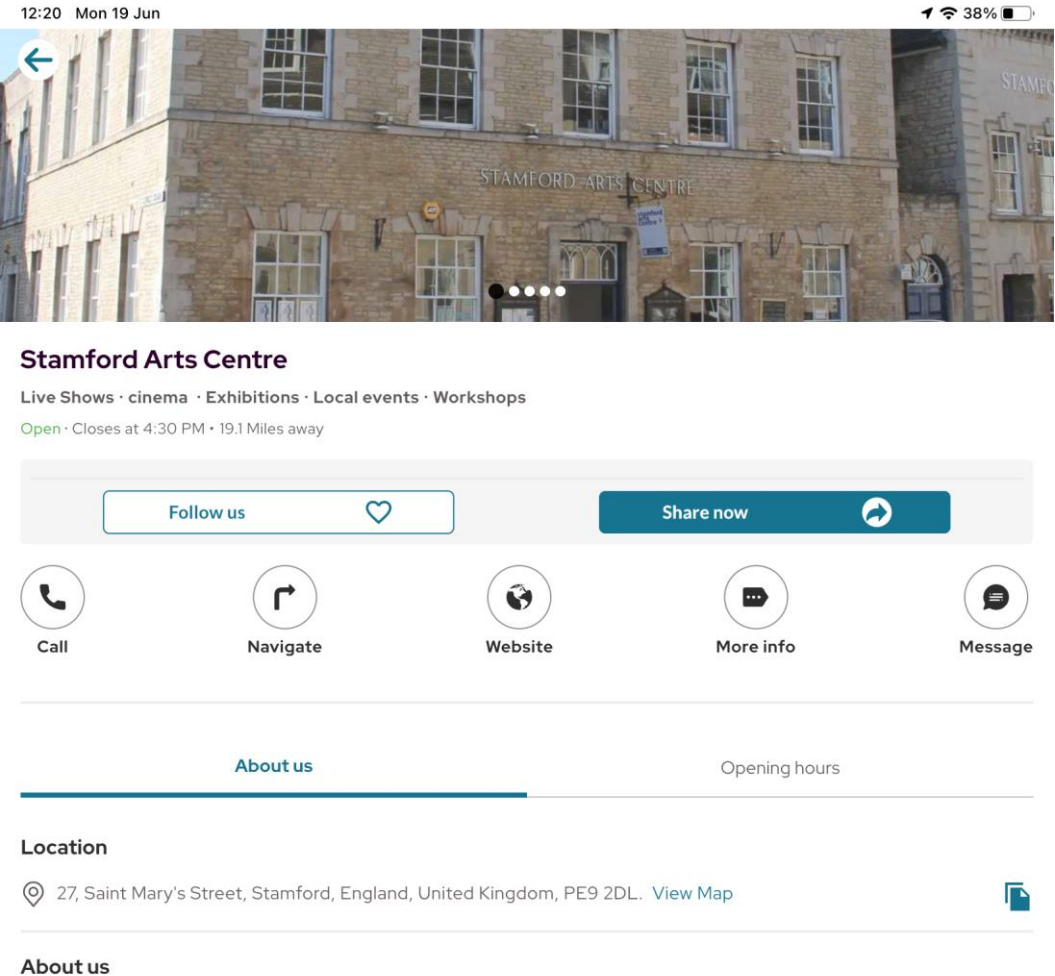 12:20 Mon 19 Jun
38%
STAMFORD ARTS CENTRE
Stamford Arts Centre
Live Shows · cinema · Exhibitions · Local events · Workshops
Open · Closes at 4:30 PM • 19.1 Miles away
Follow us
Share now
Call
Navigate
Website
More info
Message
About us
Opening hours
Location
27, Saint Mary's Street, Stamford, England, United Kingdom, PE9 2DL. View Map
About us